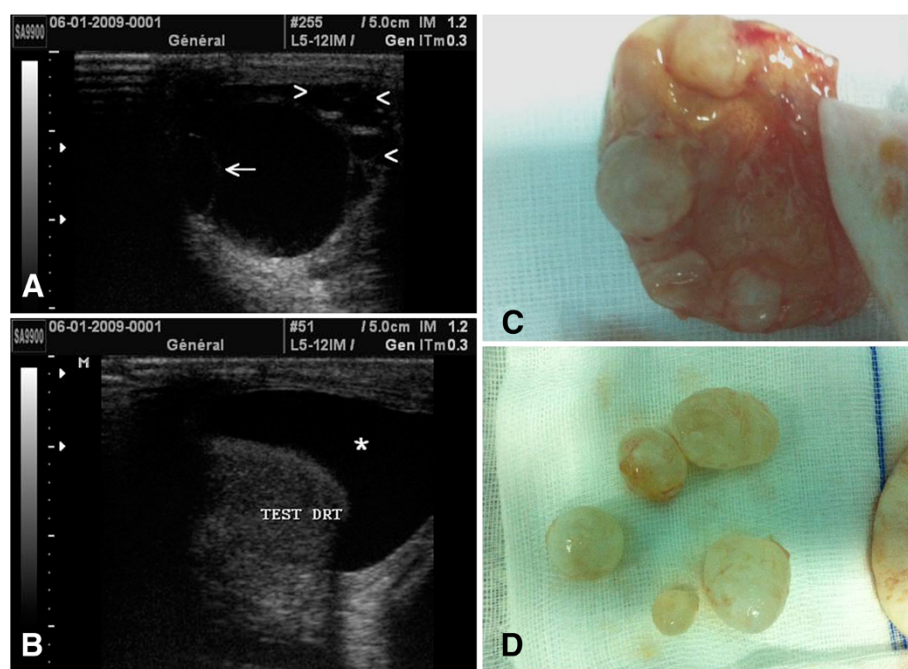 SA9900
06-01-2009-0001
#255 / 5.0cm IM 1.2
Général
L5-12IM / Gen ITm0.3
> <
<
←
A
SA9900
06-01-2009-0001
#51 / 5.0cm IM 1.2
Général
L5-12IM / Gen ITm0.3
M
*
TEST DRT
B
C
D